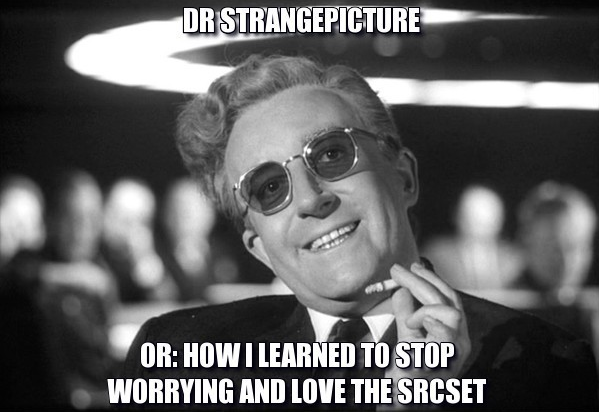 DR STRANGEPICTURE
OR: HOW I LEARNED TO STOP
WORRYING AND LOVE THE SRCSET